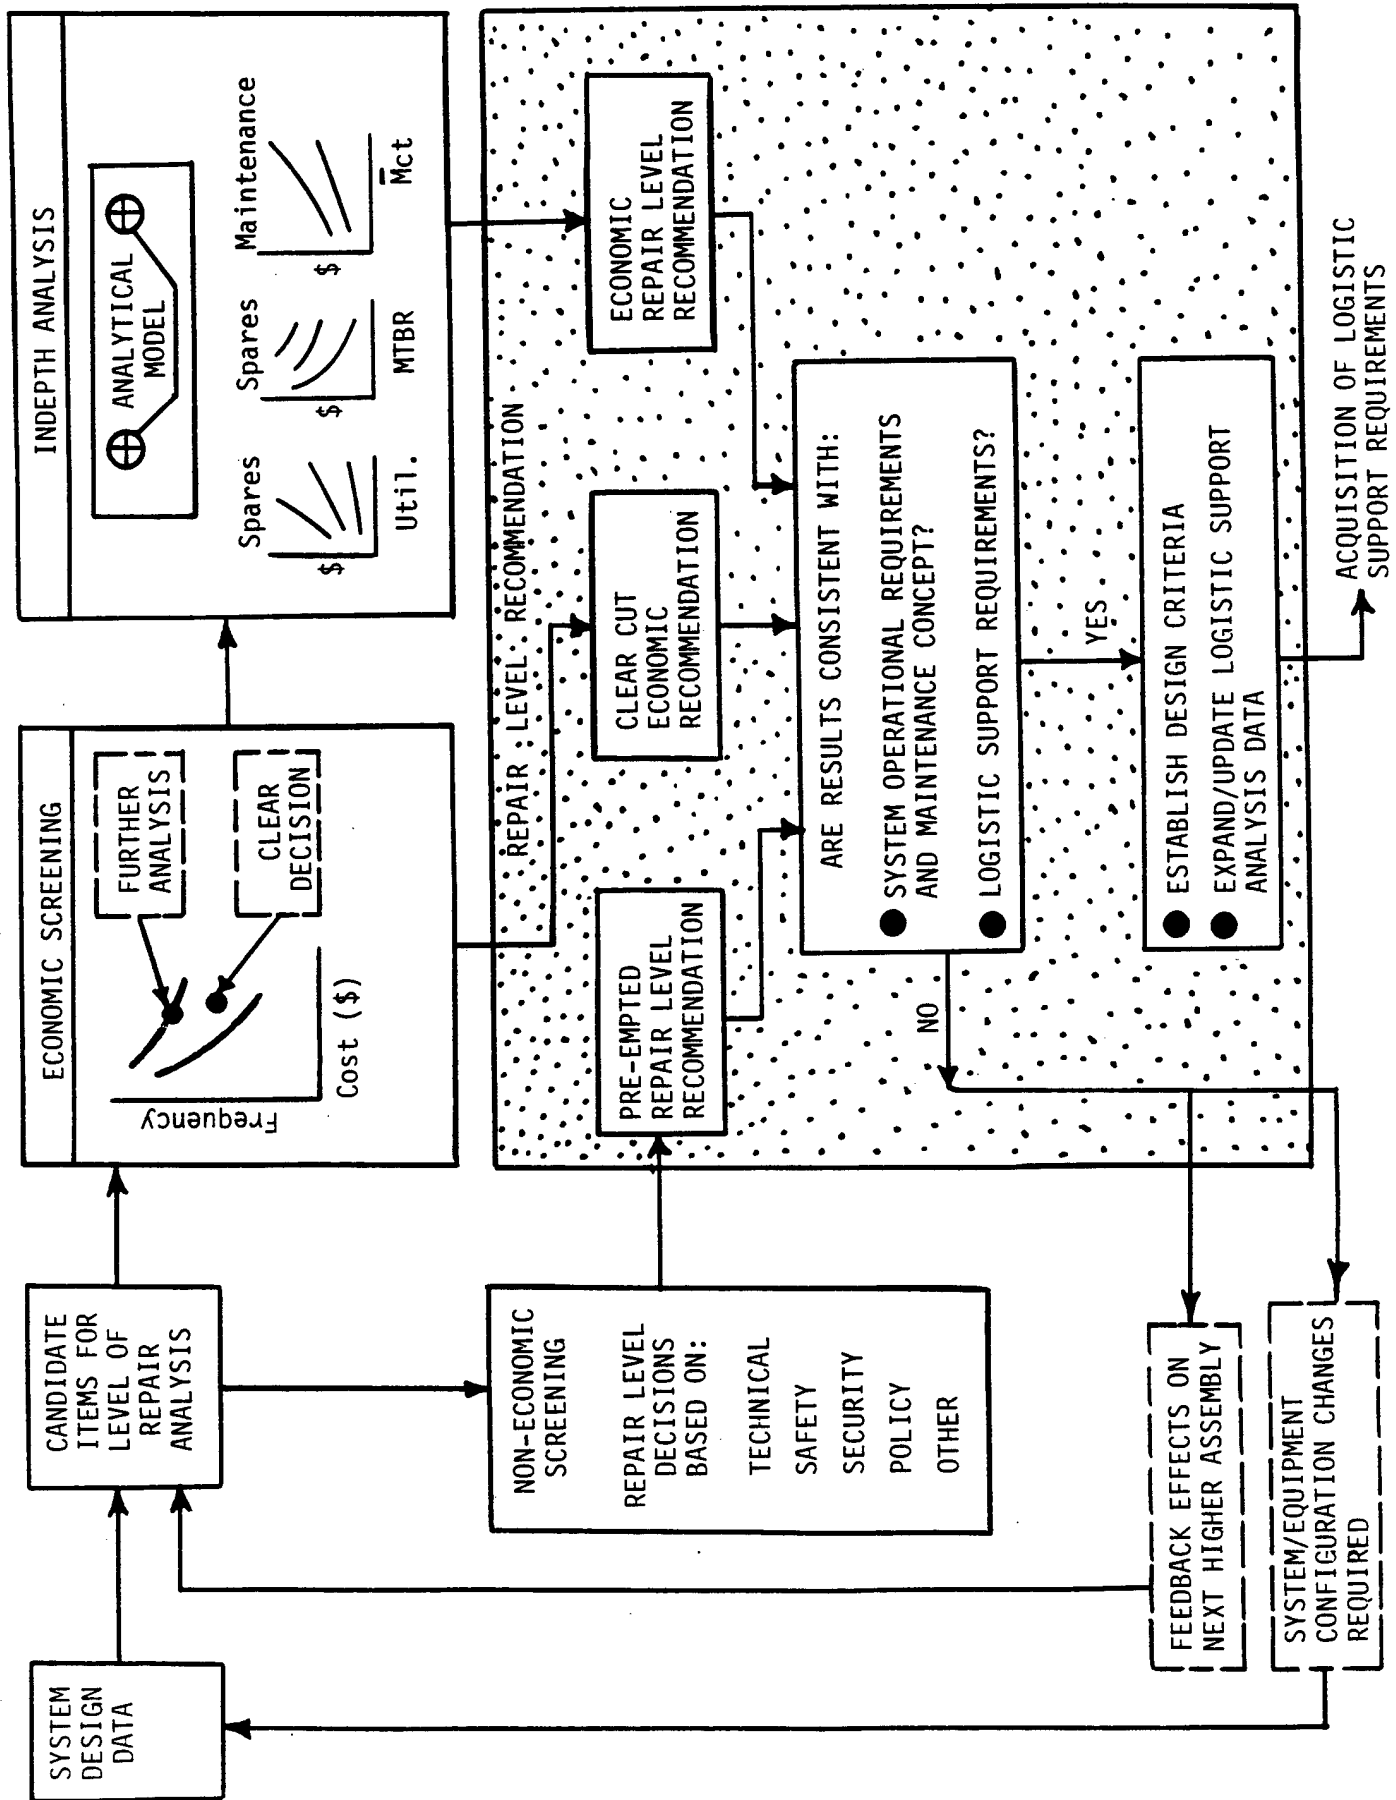 SYSTEM
DESIGN
DATA
CANDIDATE
ITEMS FOR
LEVEL OF
REPAIR
ANALYSIS
ECONOMIC SCREENING
Frequency
Cost ($)
FURTHER
ANALYSIS
CLEAR
DECISION
INDEPTH ANALYSIS
ANALYTICAL
MODEL
Spares
$
Util.
Spares
$
MTBR
Maintenance
$
M̅ct
NON-ECONOMIC
SCREENING
REPAIR LEVEL
DECISIONS
BASED ON:
TECHNICAL
SAFETY
SECURITY
POLICY
OTHER
REPAIR LEVEL RECOMMENDATION
PRE-EMPTED
REPAIR LEVEL
RECOMMENDATION
CLEAR CUT
ECONOMIC
RECOMMENDATION
ECONOMIC
REPAIR LEVEL
RECOMMENDATION
ARE RESULTS CONSISTENT WITH:
● SYSTEM OPERATIONAL REQUIREMENTS
AND MAINTENANCE CONCEPT?
● LOGISTIC SUPPORT REQUIREMENTS?
NO
YES
● ESTABLISH DESIGN CRITERIA
● EXPAND/UPDATE LOGISTIC SUPPORT
ANALYSIS DATA
FEEDBACK EFFECTS ON
NEXT HIGHER ASSEMBLY
SYSTEM/EQUIPMENT
CONFIGURATION CHANGES
REQUIRED
ACQUISITION OF LOGISTIC
SUPPORT REQUIREMENTS